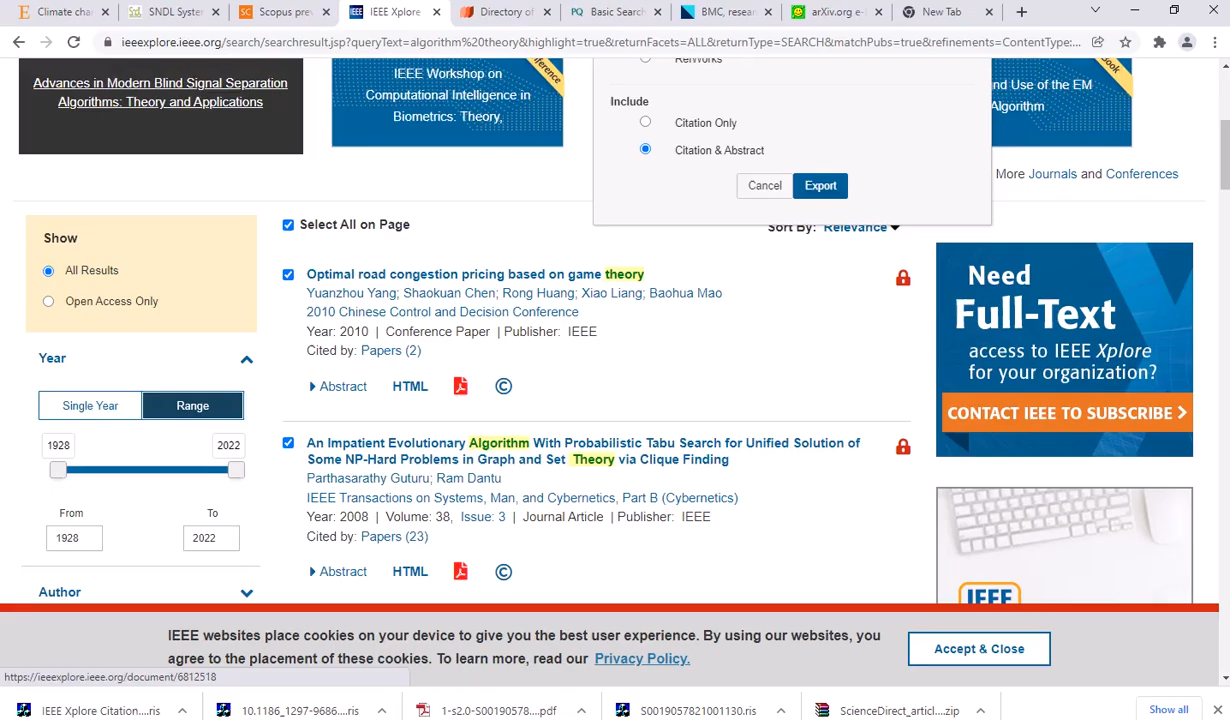 Climate char
SNDL Syster
Scopus prev
IEEE Xplore
Directory of
PQ Basic Search
BMC, resear
arXiv.org e-
New Tab
ieeexplore.ieee.org/search/searchresult.jsp?queryText=algorithm%20theory&highlight=true&returnFacets=ALL&returnType=SEARCH&matchPubs=true&refinements=ContentType:...
Advances in Modern Blind Signal Separation
Algorithms: Theory and Applications
IEEE Workshop on
Computational Intelligence in
Biometrics: Theory,
Conference
RefWorks
Include
Citation Only
Citation & Abstract
Cancel
Export
nd Use of the EM
Algorithm
More Journals and Conferences
Show
All Results
Open Access Only
Year
Single Year
Range
1928
2022
From
To
1928
2022
Author
Select All on Page
Sort By: Relevance
Optimal road congestion pricing based on game theory
Yuanzhou Yang; Shaokuan Chen; Rong Huang; Xiao Liang; Baohua Mao
2010 Chinese Control and Decision Conference
Year: 2010 | Conference Paper | Publisher: IEEE
Cited by: Papers (2)
Abstract
HTML
An Impatient Evolutionary Algorithm With Probabilistic Tabu Search for Unified Solution of
Some NP-Hard Problems in Graph and Set Theory via Clique Finding
Parthasarathy Guturu; Ram Dantu
IEEE Transactions on Systems, Man, and Cybernetics, Part B (Cybernetics)
Year: 2008 | Volume: 38, Issue: 3 | Journal Article | Publisher: IEEE
Cited by: Papers (23)
Abstract
HTML
Need
Full-Text
access to IEEE Xplore
for your organization?
CONTACT IEEE TO SUBSCRIBE
IEEE
IEEE websites place cookies on your device to give you the best user experience. By using our websites, you
agree to the placement of these cookies. To learn more, read our Privacy Policy.
Accept & Close
https://ieeexplore.ieee.org/document/6812518
IEEE Xplore Citation....ris
10.1186_1297-9686....ris
1-s2.0-S00190578....pdf
S0019057821001130.ris
ScienceDirect_articl....zip
Show all